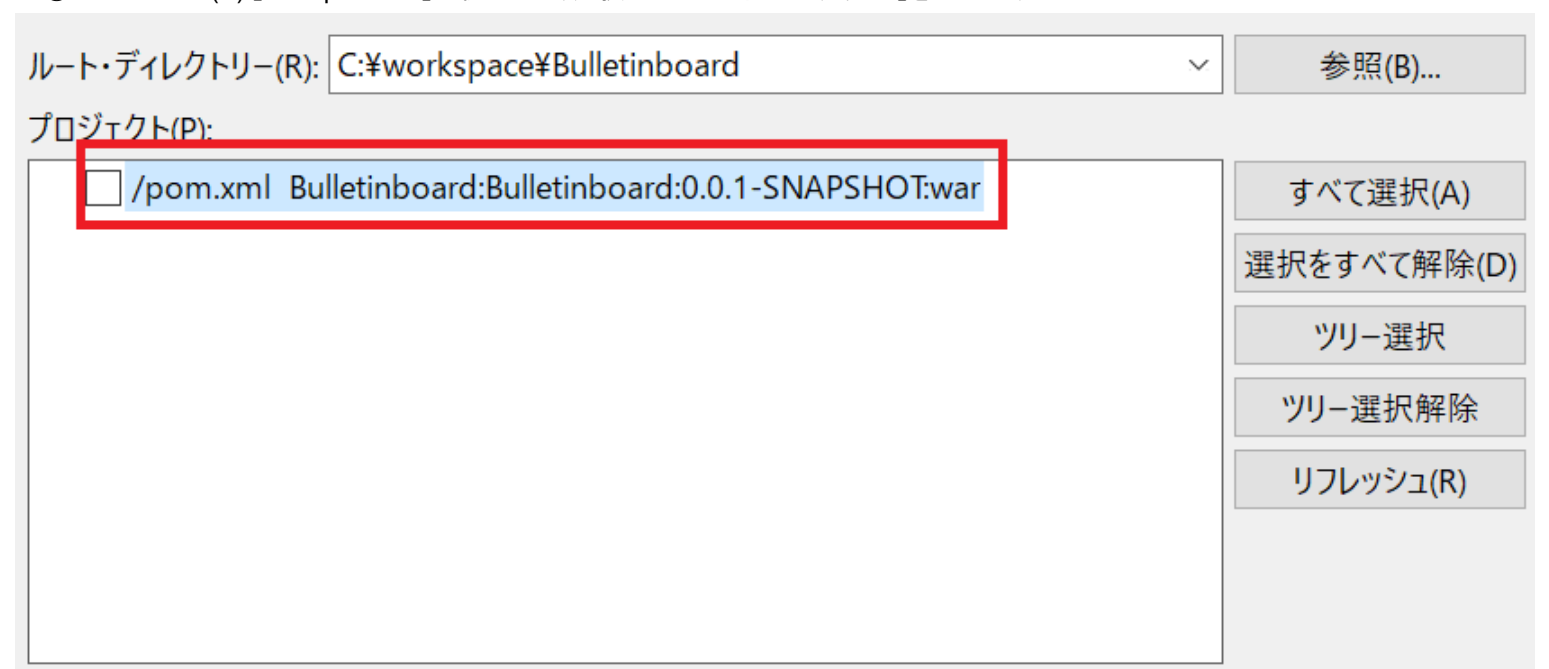 ルート・ディレクトリー(R): C:¥workspace¥Bulletinboard 参照(B)...
プロジェクト(P):
/pom.xml Bulletinboard:Bulletinboard:0.0.1-SNAPSHOT:war
すべて選択(A)
選択をすべて解除(D)
ツリー選択
ツリー選択解除
リフレッシュ(R)